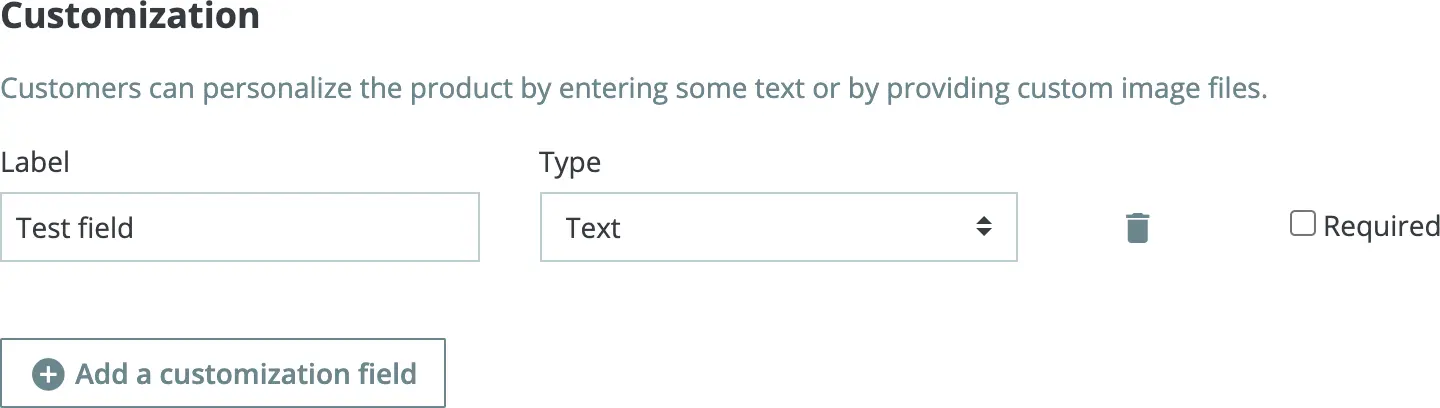 Customization
Customers can personalize the product by entering some text or by providing custom image files.
Label
Type
Test field
Text
Required
Add a customization field